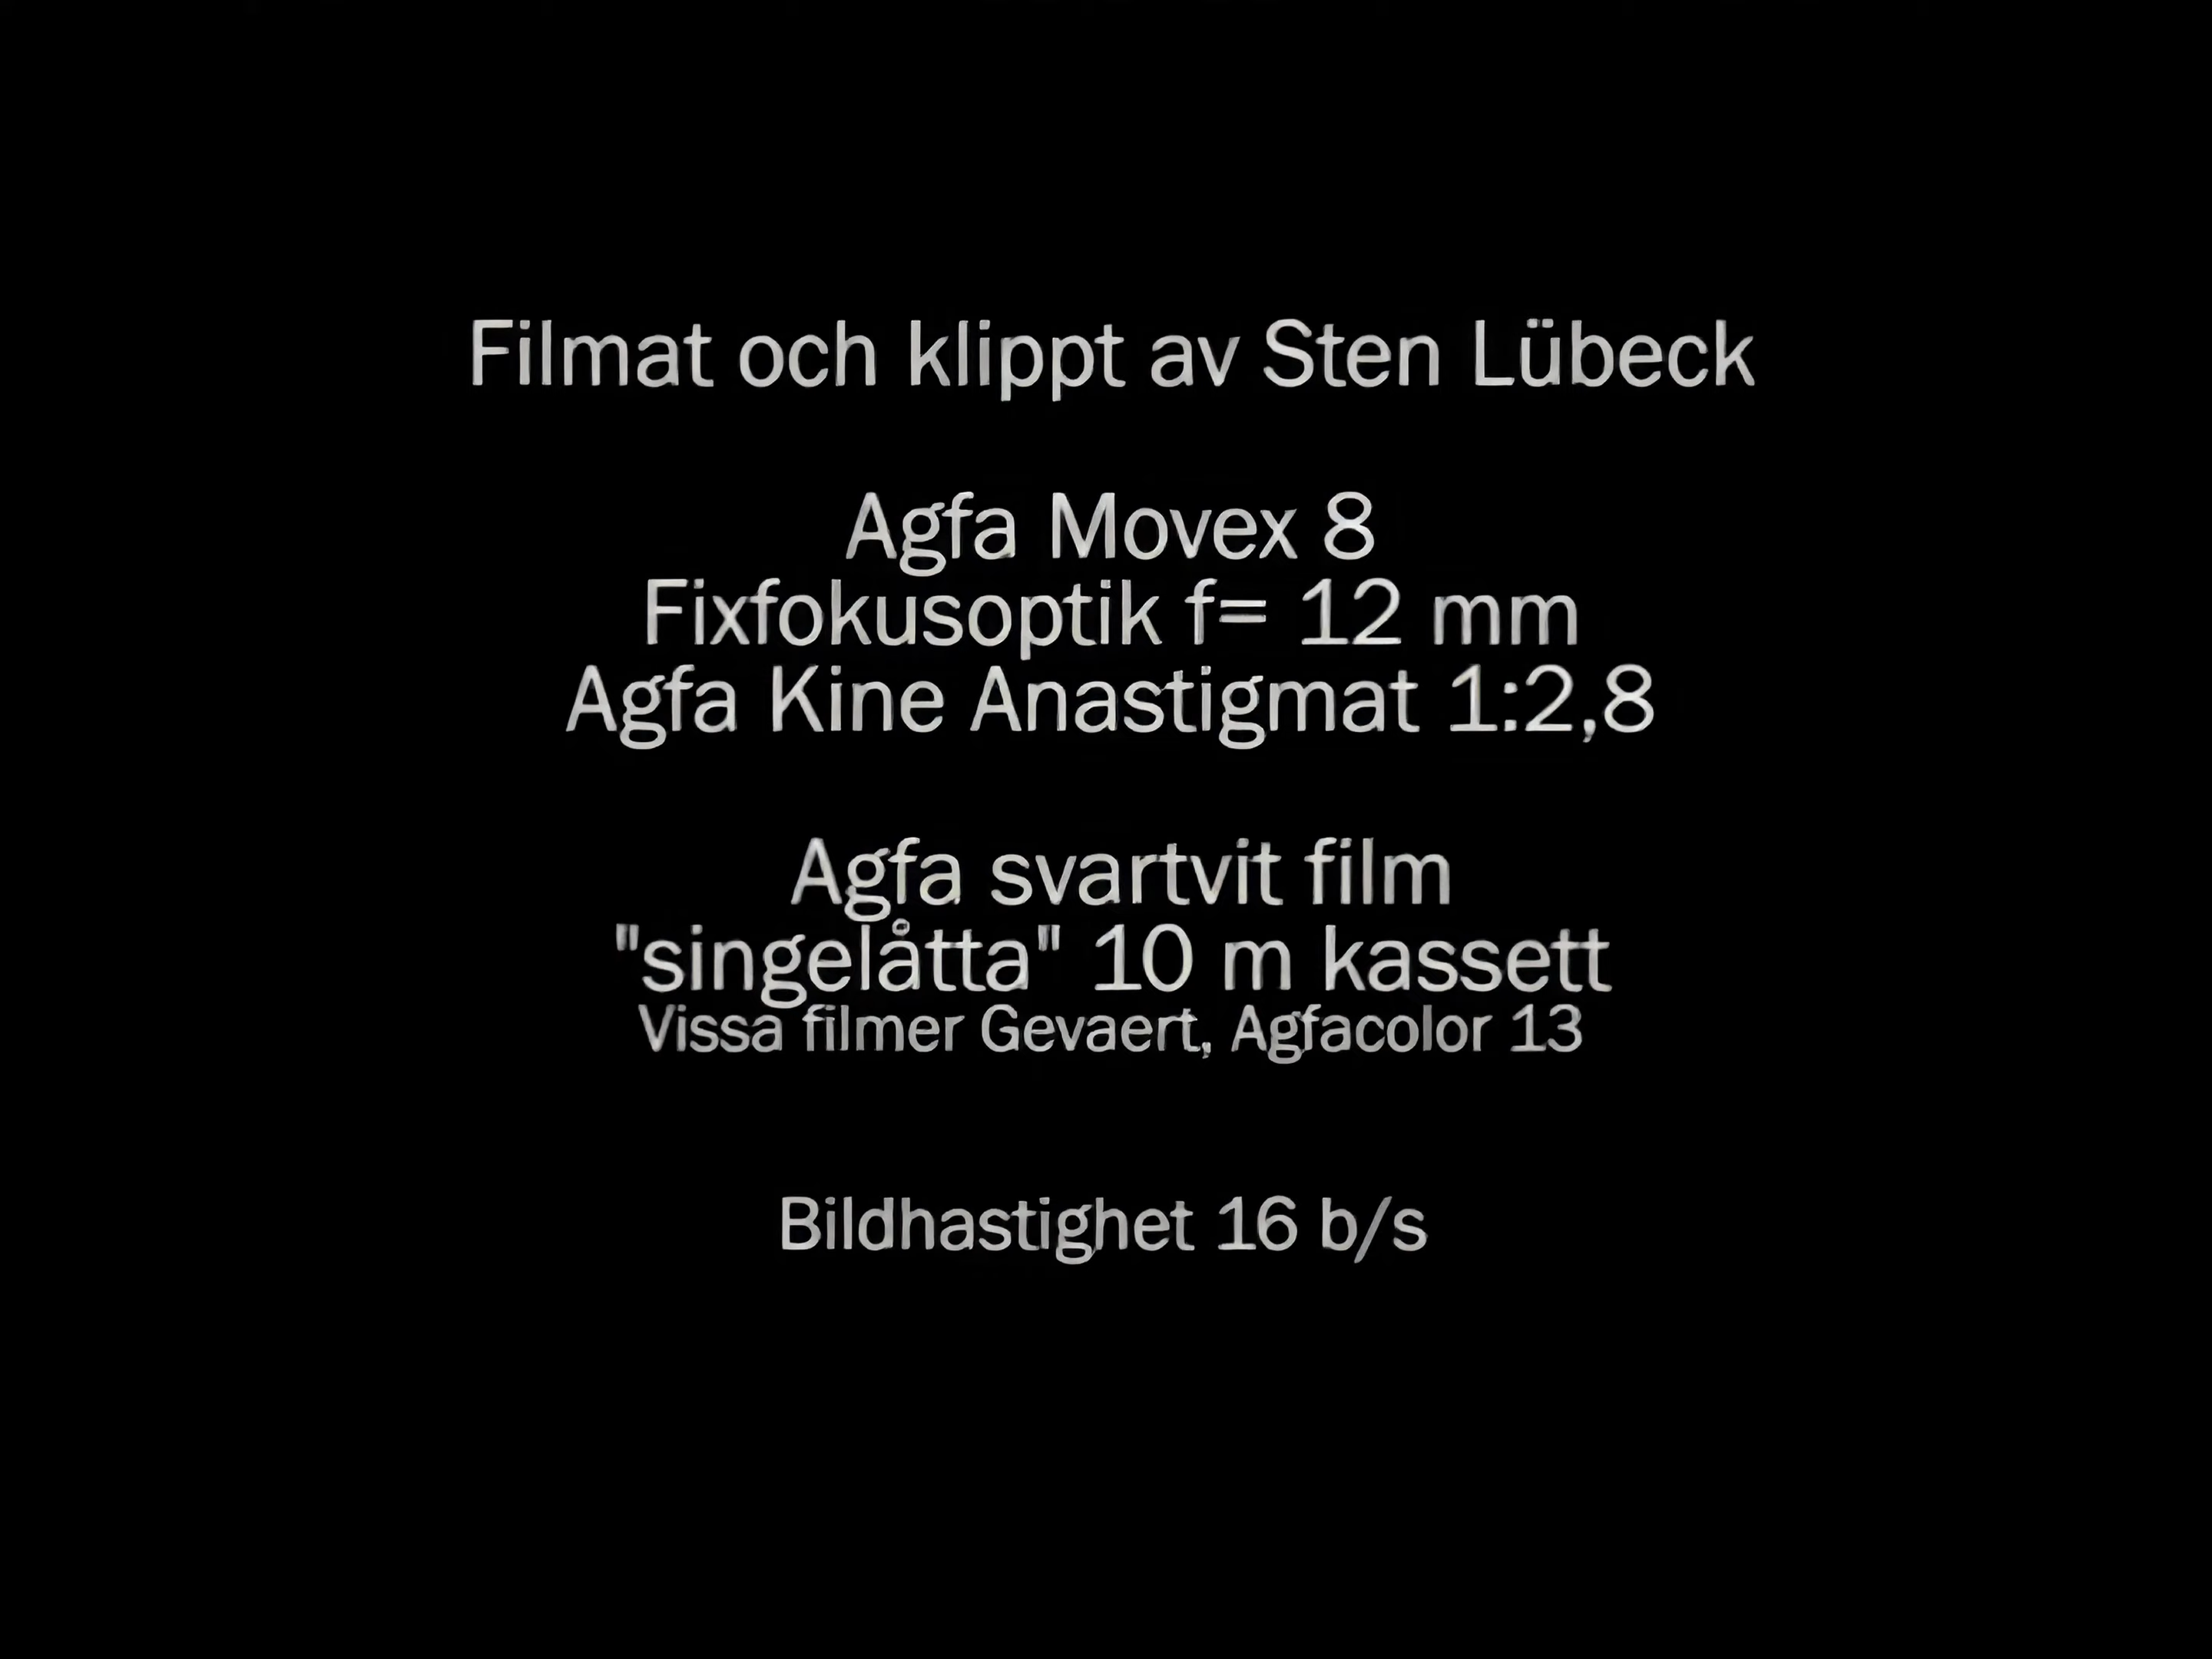 Filmat och klippt av Sten Lübeck
Agfa Movex 8
Fixfokusoptik f= 12 mm
Agfa Kine Anastigmat 1:2,8
Agfa svartvit film
"singelåtta" 10 m kassett
Vissa filmer Gevaert, Agfacolor 13
Bildhastighet 16 b/s